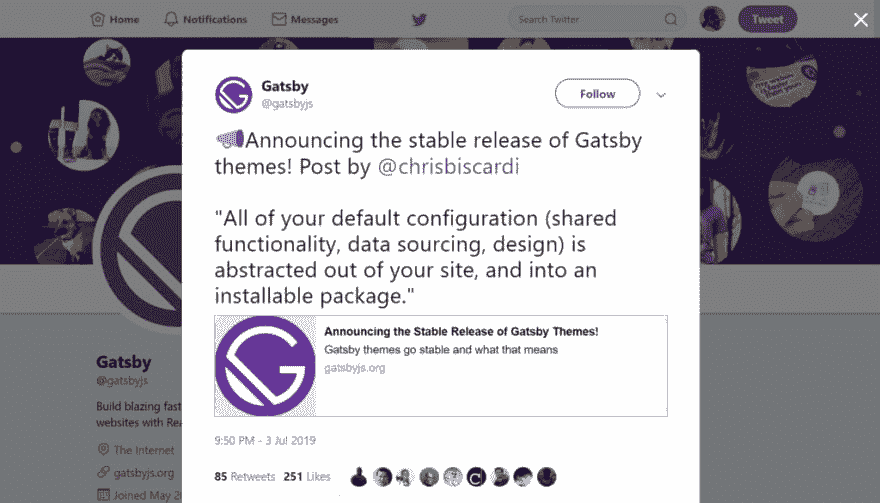 Home Notifications Messages Search Twitter Tweet
Gatsby
@gatsbyjs
Follow
Announcing the stable release of Gatsby
themes! Post by @chrisbiscardi
"All of your default configuration (shared
functionality, data sourcing, design) is
abstracted out of your site, and into an
installable package."
Announcing the Stable Release of Gatsby Themes!
Gatsby themes go stable and what that means
gatsbyjs.org
9:50 PM - 3 Jul 2019
85 Retweets 251 Likes
Gatsby
@gatsbyjs
Build blazing fast
websites with Rea
The Internet
gatsbyjs.org
Joined May 20